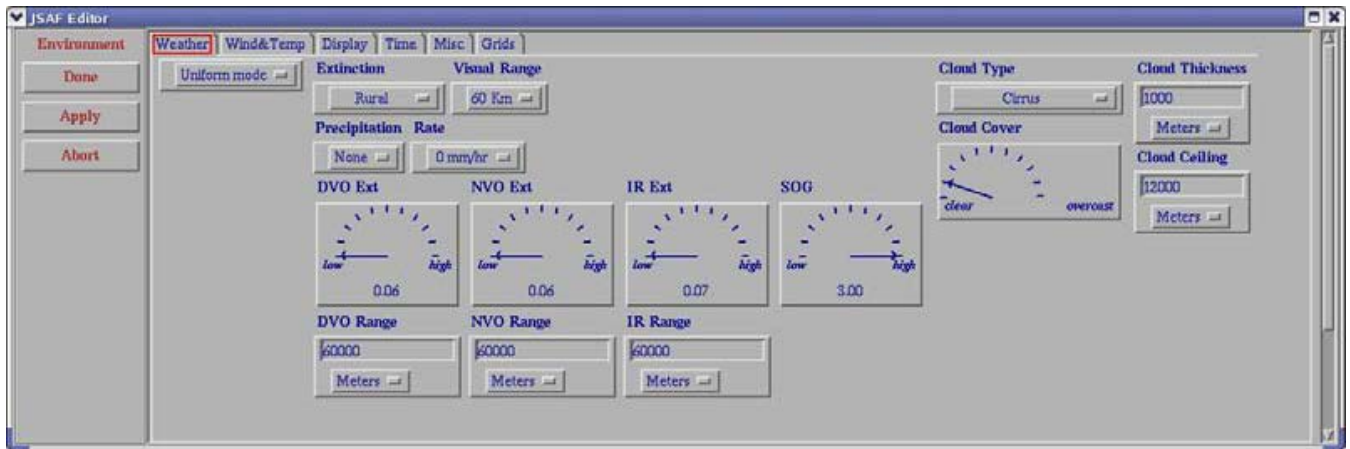 JSAF Editor
Environment
Done
Apply
Abort
Weather Wind&Temp Display Time Misc Grids
Uniform mode
Extinction Visual Range
Rural 60 Km
Precipitation Rate
None 0 mm/hr
DVO Ext NVO Ext IR Ext SOG
low high low high low high low high
0.06 0.06 0.07 3.00
DVO Range NVO Range IR Range
60000 60000 60000
Meters Meters Meters
Cloud Type
Cirrus
Cloud Cover
clear overcast
Cloud Thickness
1000
Meters
Cloud Ceiling
12000
Meters